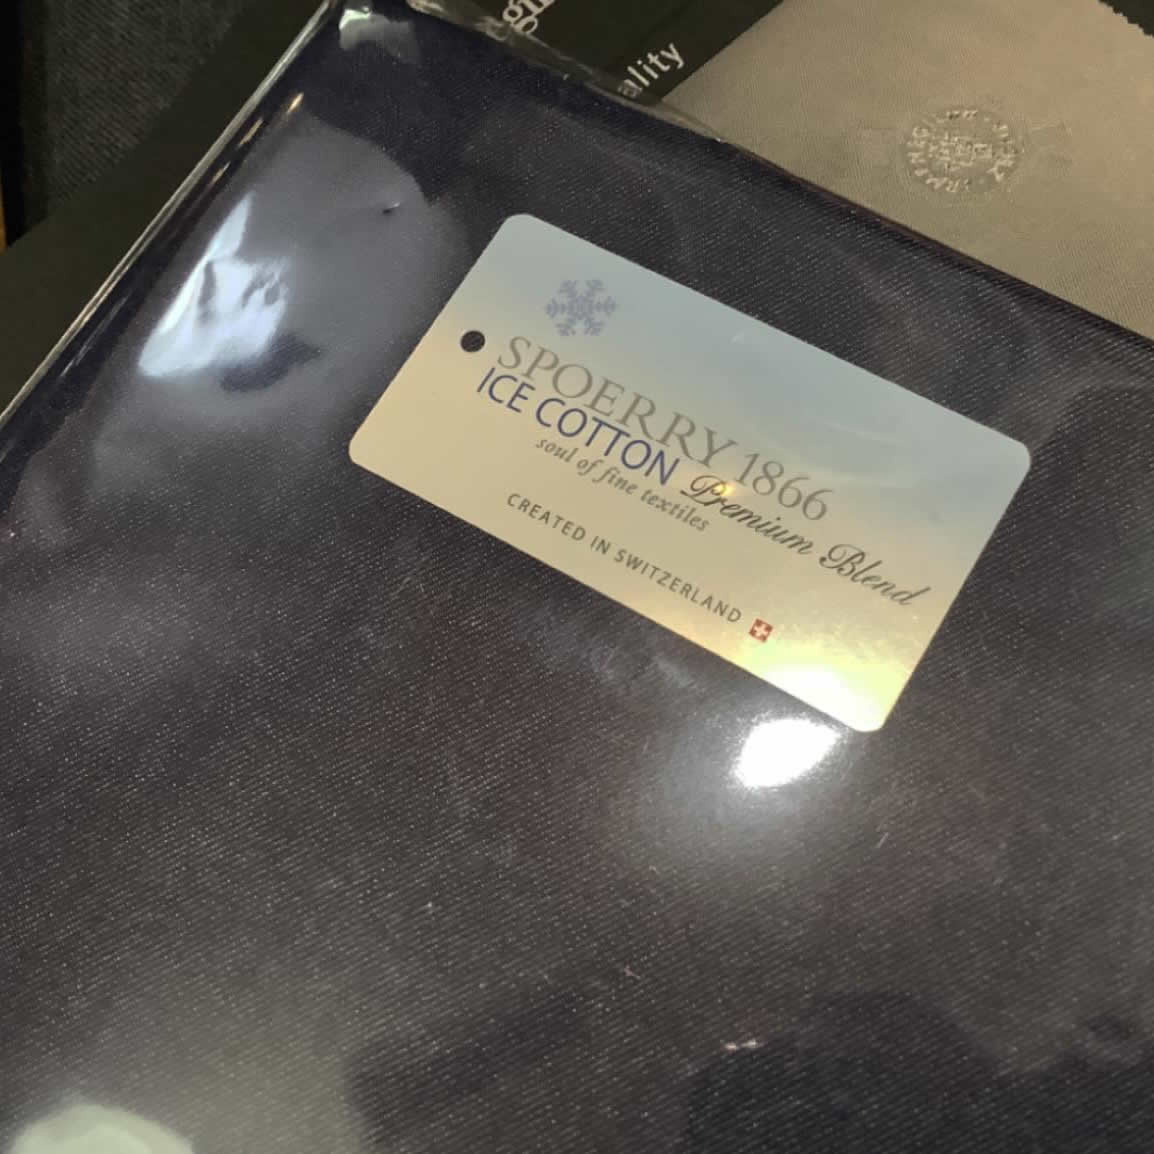 ality
SPOERRY 1866
ICE COTTON Premium Blend
soul of fine textiles
CREATED IN SWITZERLAND